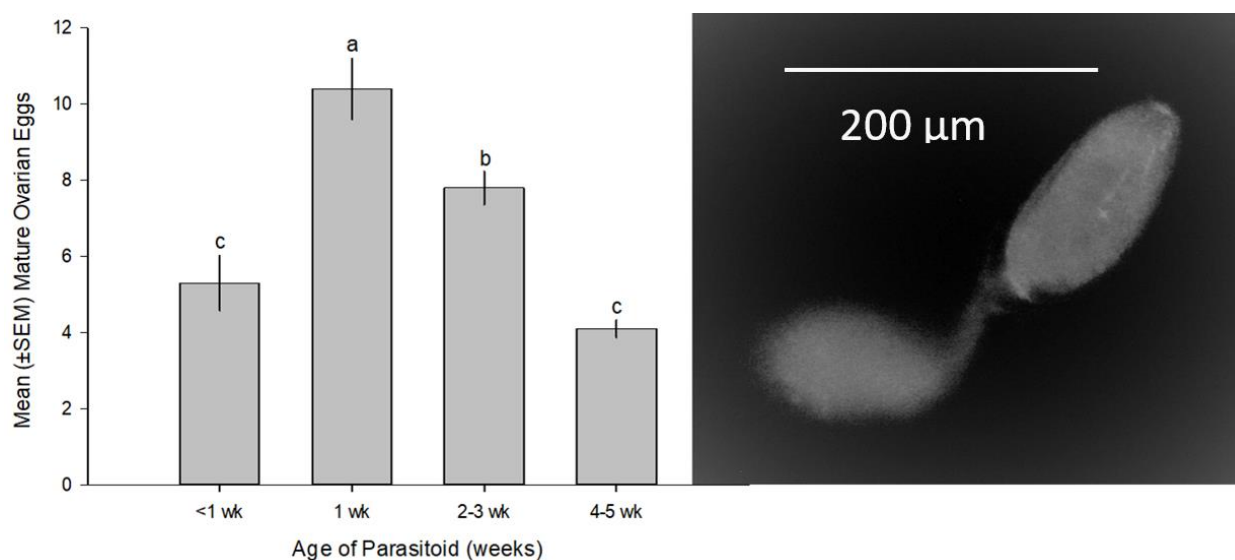 Mean (±SEM) Mature Ovarian Eggs
12
10
8
6
4
2
0
c
a
b
c
<1 wk
1 wk
2-3 wk
4-5 wk
Age of Parasitoid (weeks)
200 µm